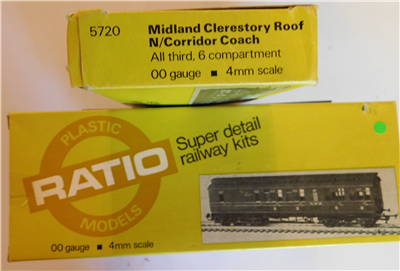 5720 Midland Clerestory Roof
N/Corridor Coach
All third, 6 compartment
00 gauge ■ 4mm scale
PLASTIC
RATIO
MODELS
Super detail
railway kits
00 gauge ■ 4mm scale